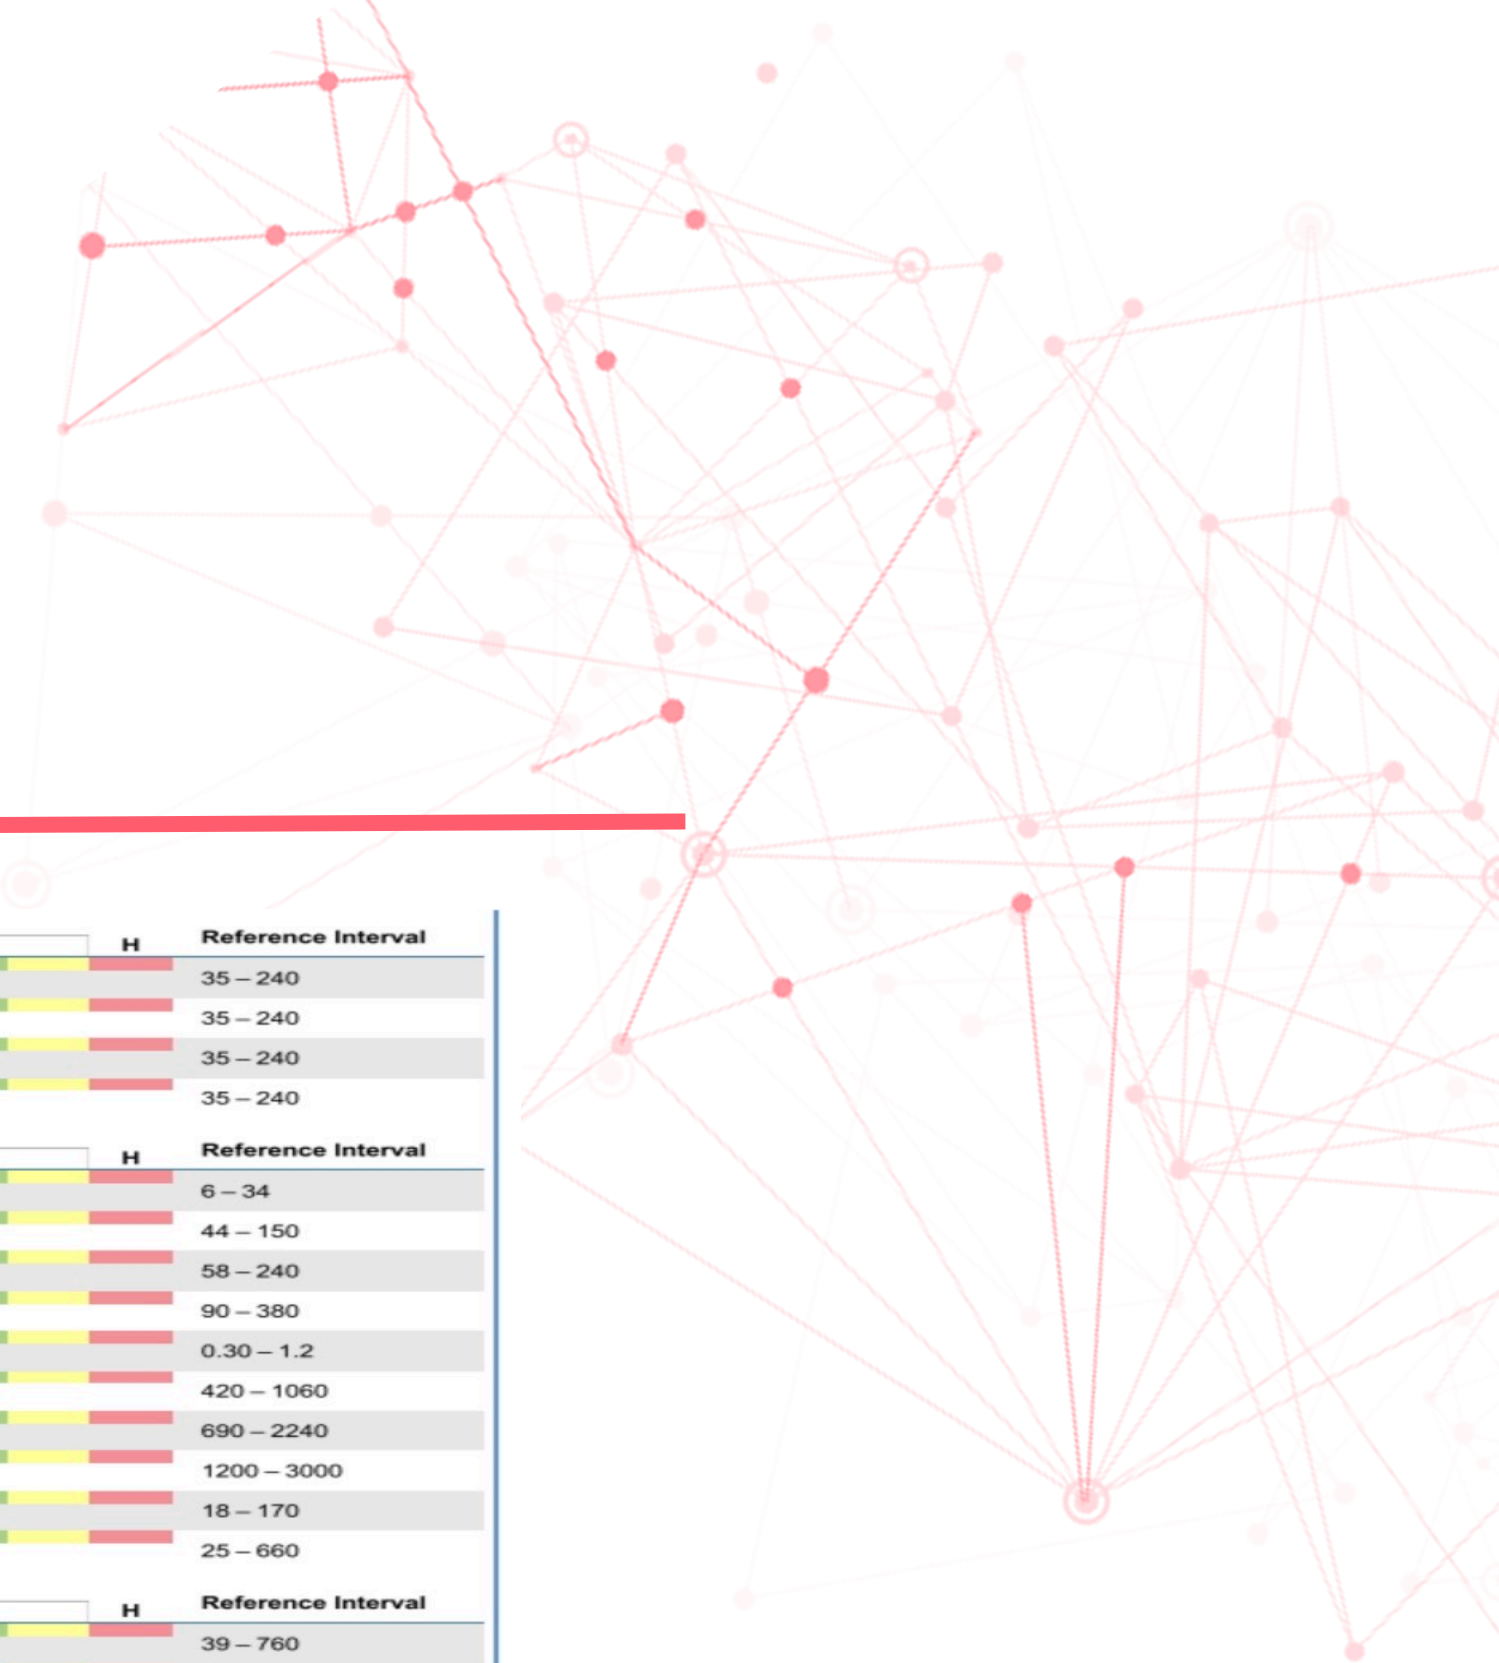 H Reference Interval
35 – 240
35 – 240
35 – 240
35 – 240
H Reference Interval
6 – 34
44 – 150
58 – 240
90 – 380
0.30 – 1.2
420 – 1060
690 – 2240
1200 – 3000
18 – 170
25 – 660
H Reference Interval
39 – 760